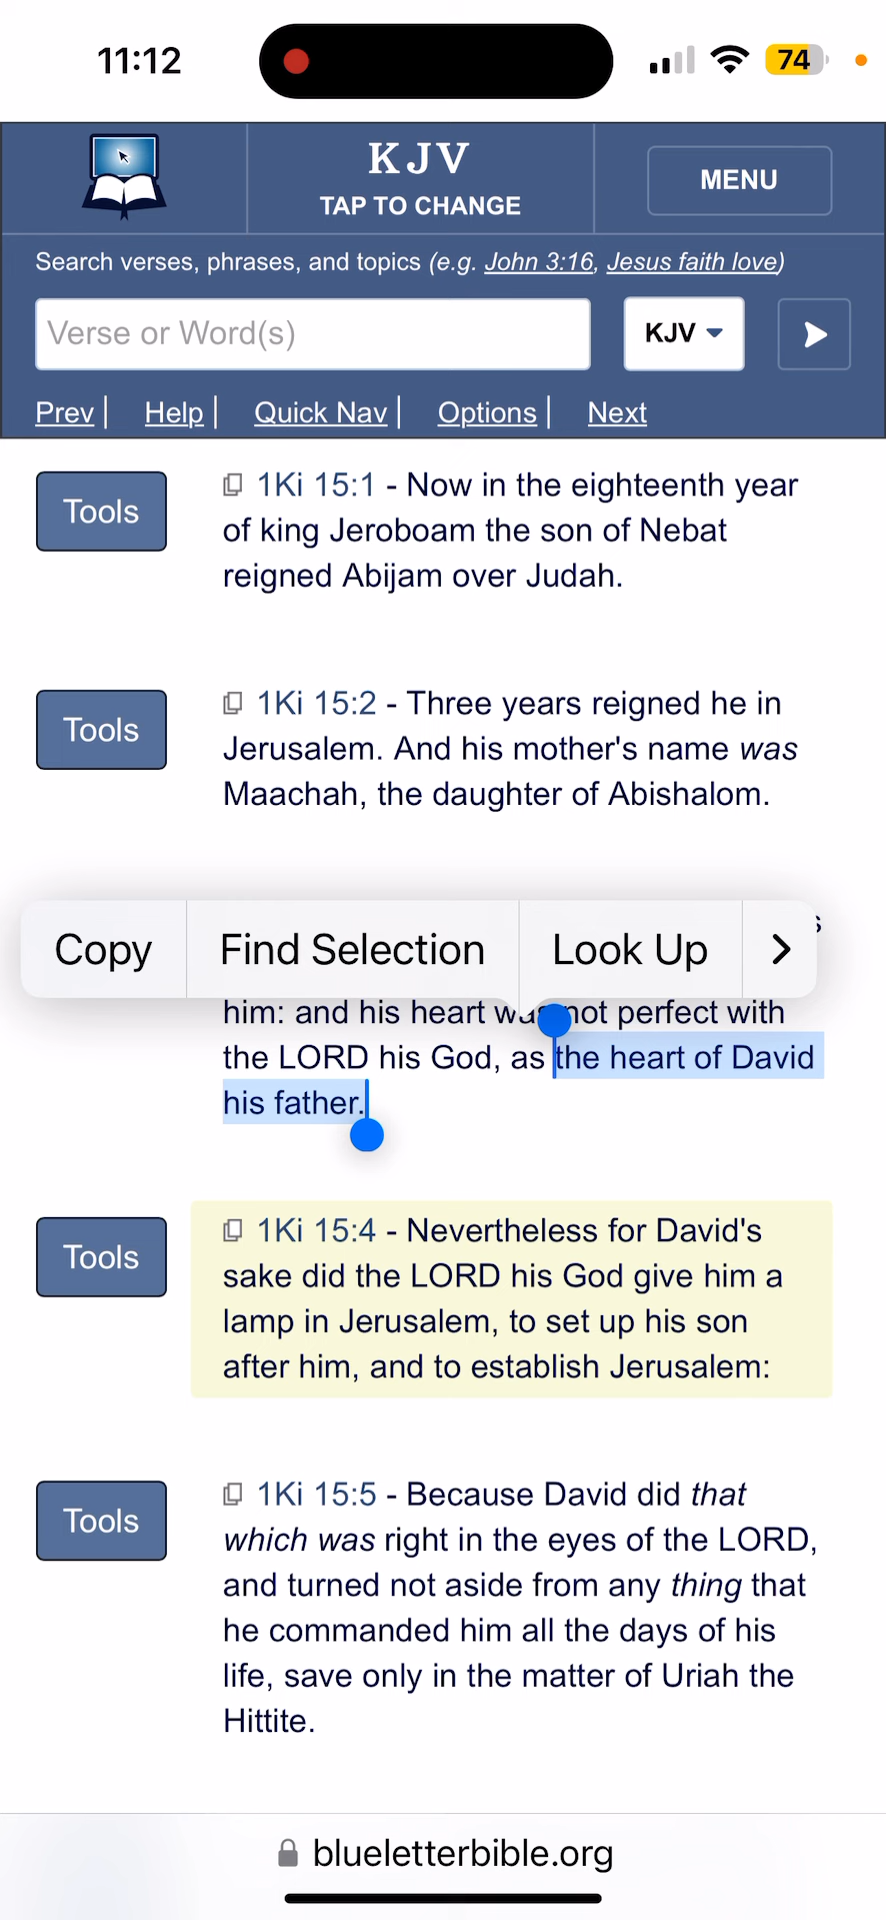 11:12
74
KJV
TAP TO CHANGE
MENU
Search verses, phrases, and topics (e.g. John 3:16, Jesus faith love)
Verse or Word(s)
KJV
Prev | Help | Quick Nav | Options | Next
Tools
1Ki 15:1 - Now in the eighteenth year
of king Jeroboam the son of Nebat
reigned Abijam over Judah.
Tools
1Ki 15:2 - Three years reigned he in
Jerusalem. And his mother's name was
Maachah, the daughter of Abishalom.
Copy
Find Selection
Look Up
him: and his heart was not perfect with
the LORD his God, as the heart of David
his father.
Tools
1Ki 15:4 - Nevertheless for David's
sake did the LORD his God give him a
lamp in Jerusalem, to set up his son
after him, and to establish Jerusalem:
Tools
1Ki 15:5 - Because David did that
which was right in the eyes of the LORD,
and turned not aside from any thing that
he commanded him all the days of his
life, save only in the matter of Uriah the
Hittite.
blueletterbible.org